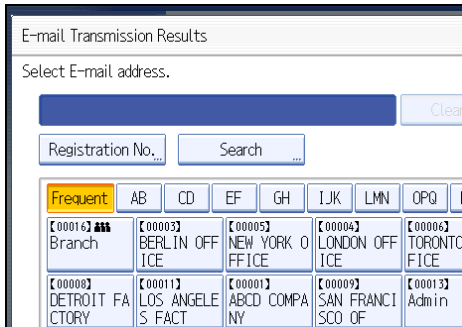 E-mail Transmission Results
Select E-mail address.
Clear
Registration No.
Search
Frequent AB CD EF GH IJK LMN OPQ
【00016】 【00003】 【00005】 【00004】 【00006】
Branch BERLIN OFF NEW YORK O LONDON OFF TORONTO
ICE FFICE ICE FICE
【00008】 【00011】 【00001】 【00009】 【00013】
DETROIT FA LOS ANGELE ABCD COMPA SAN FRANCI Admin
CTORY S FACT NY SCO OF